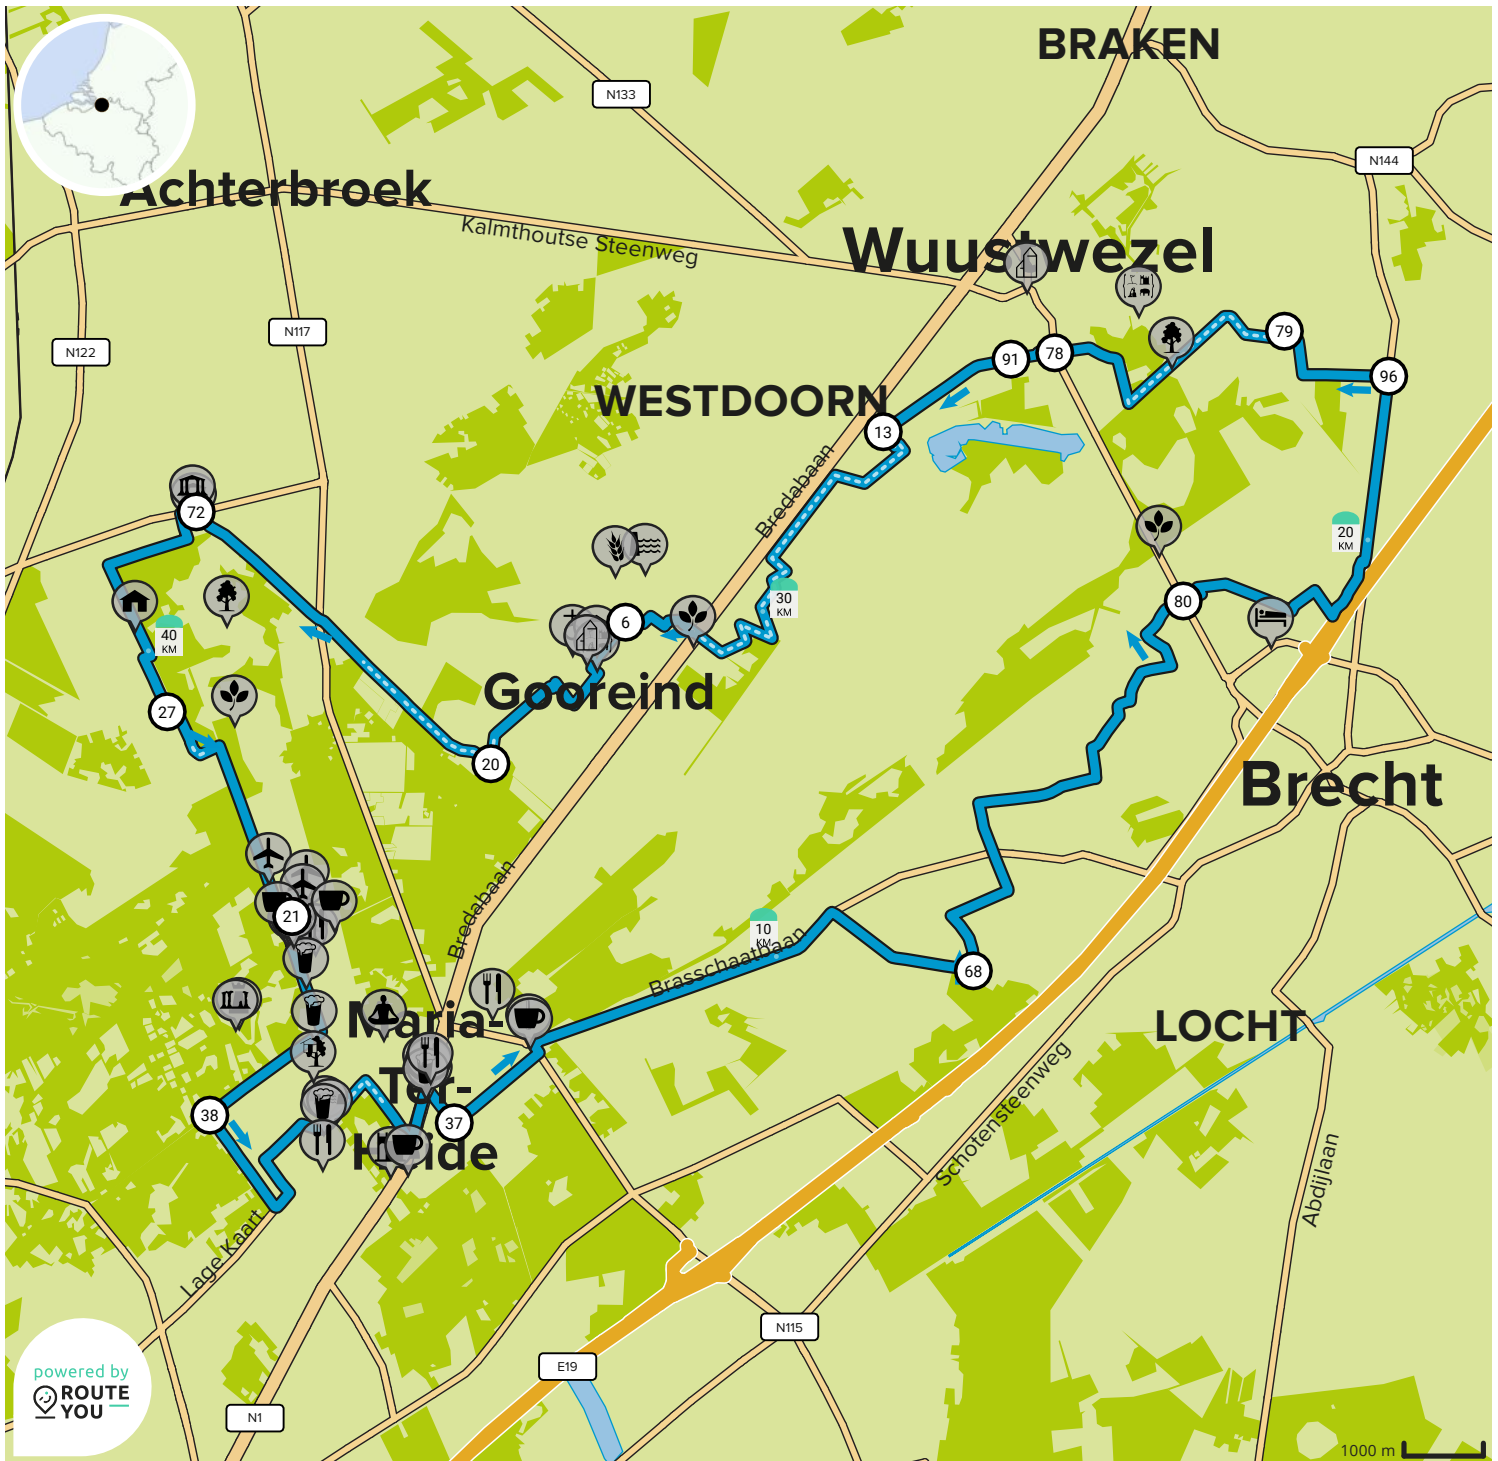 BRAKEN
N133
N144
Achterbroek
Kalmthoutse Steenweg
Wuustwezel
N117
N122
79
91
78
96
WESTDOORN
13
Bredabaan
72
20
KM
30
KM
80
6
40
KM
Gooreind
27
20
Brecht
Bredabaan
21
10
KM
Brasschaatbaan
68
Maria-
Ter-
Heide
LOCHT
38
37
Schotensteenweg
Abdijlaan
Lage Kaart
N115
E19
powered by
ROUTE
YOU
N1
1000 m